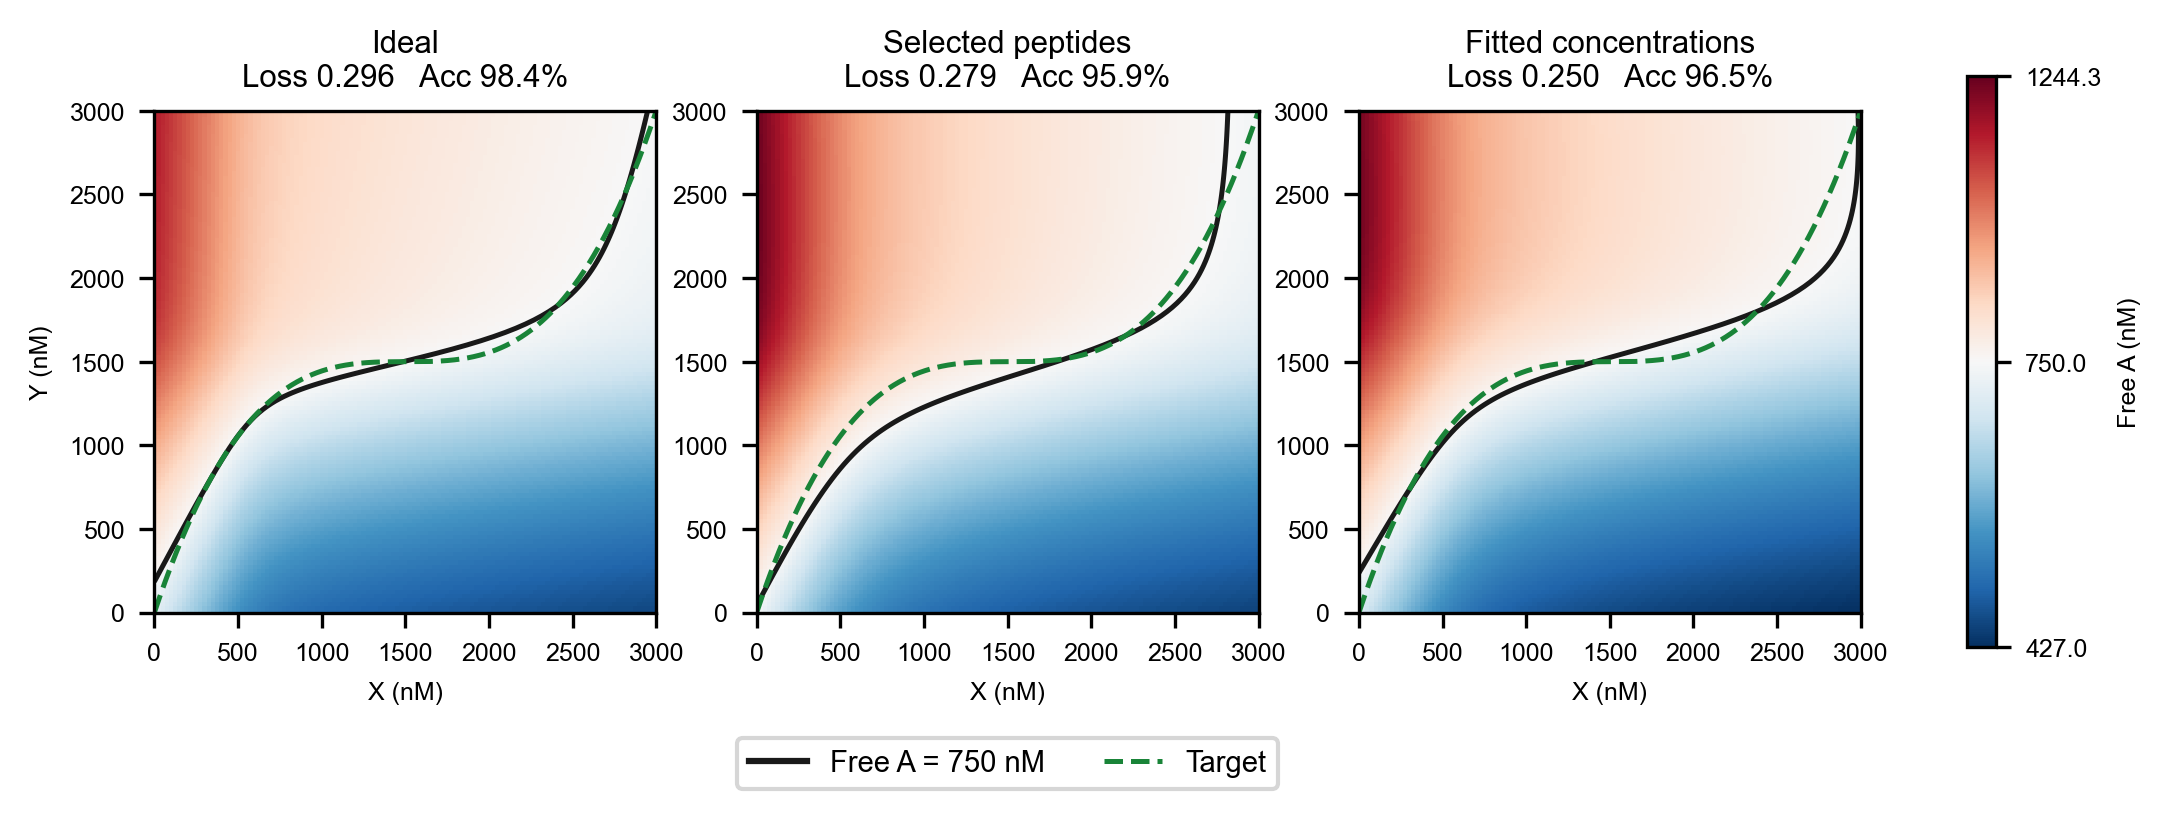 Ideal
Loss 0.296   Acc 98.4%
Selected peptides
Loss 0.279   Acc 95.9%
Fitted concentrations
Loss 0.250   Acc 96.5%
Y (nM)
3000
2500
2000
1500
1000
500
0
0 500 1000 1500 2000 2500 3000
X (nM)
3000
2500
2000
1500
1000
500
0
0 500 1000 1500 2000 2500 3000
X (nM)
3000
2500
2000
1500
1000
500
0
0 500 1000 1500 2000 2500 3000
X (nM)
1244.3
750.0
427.0
Free A (nM)
Free A = 750 nM
Target